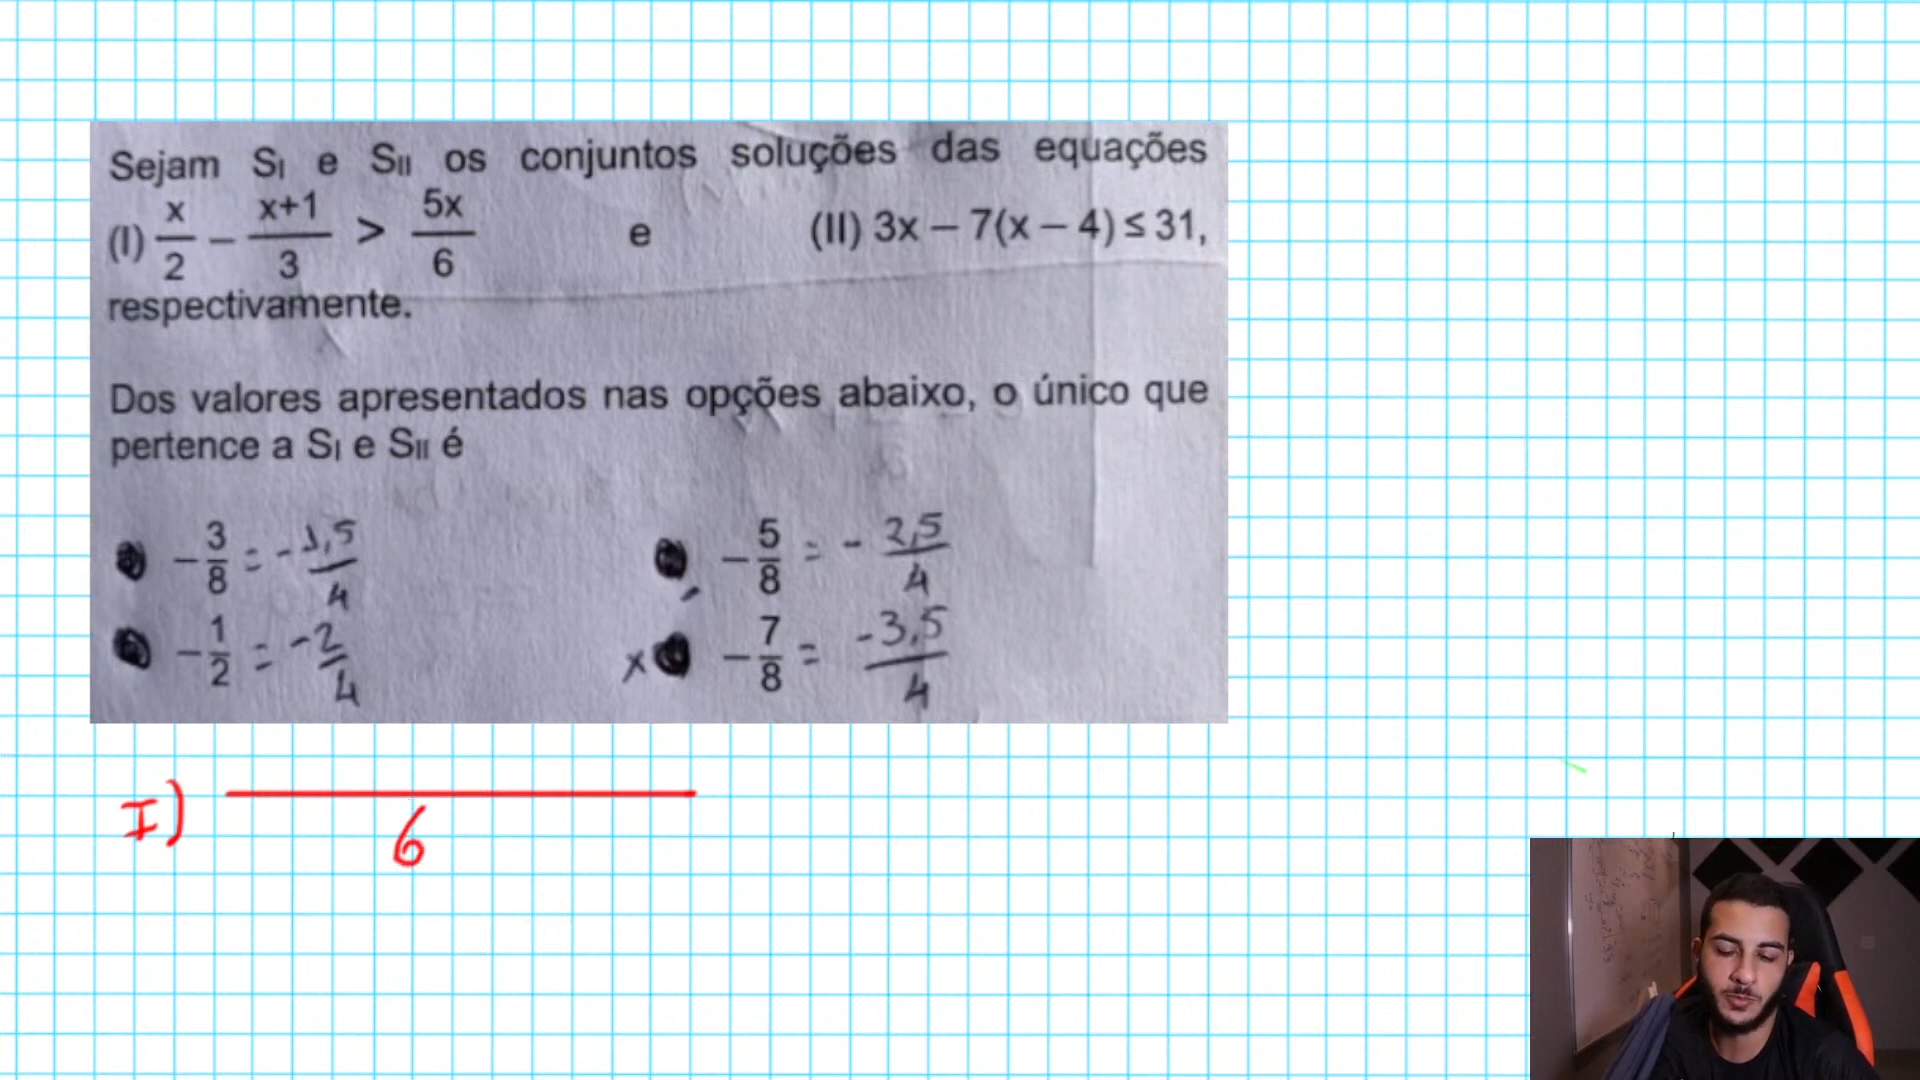 Sejam SI e SII os conjuntos soluções das equações
(I) x/2 – x+1/3 > 5x/6 e (II) 3x – 7(x – 4) ≤ 31,
respectivamente.
Dos valores apresentados nas opções abaixo, o único que
pertence a SI e SII é
– 3/8 = - 1,5/4
– 5/8 = - 2,5/4
– 1/2 = - 2/4
x – 7/8 = - 3,5/4
I) 6